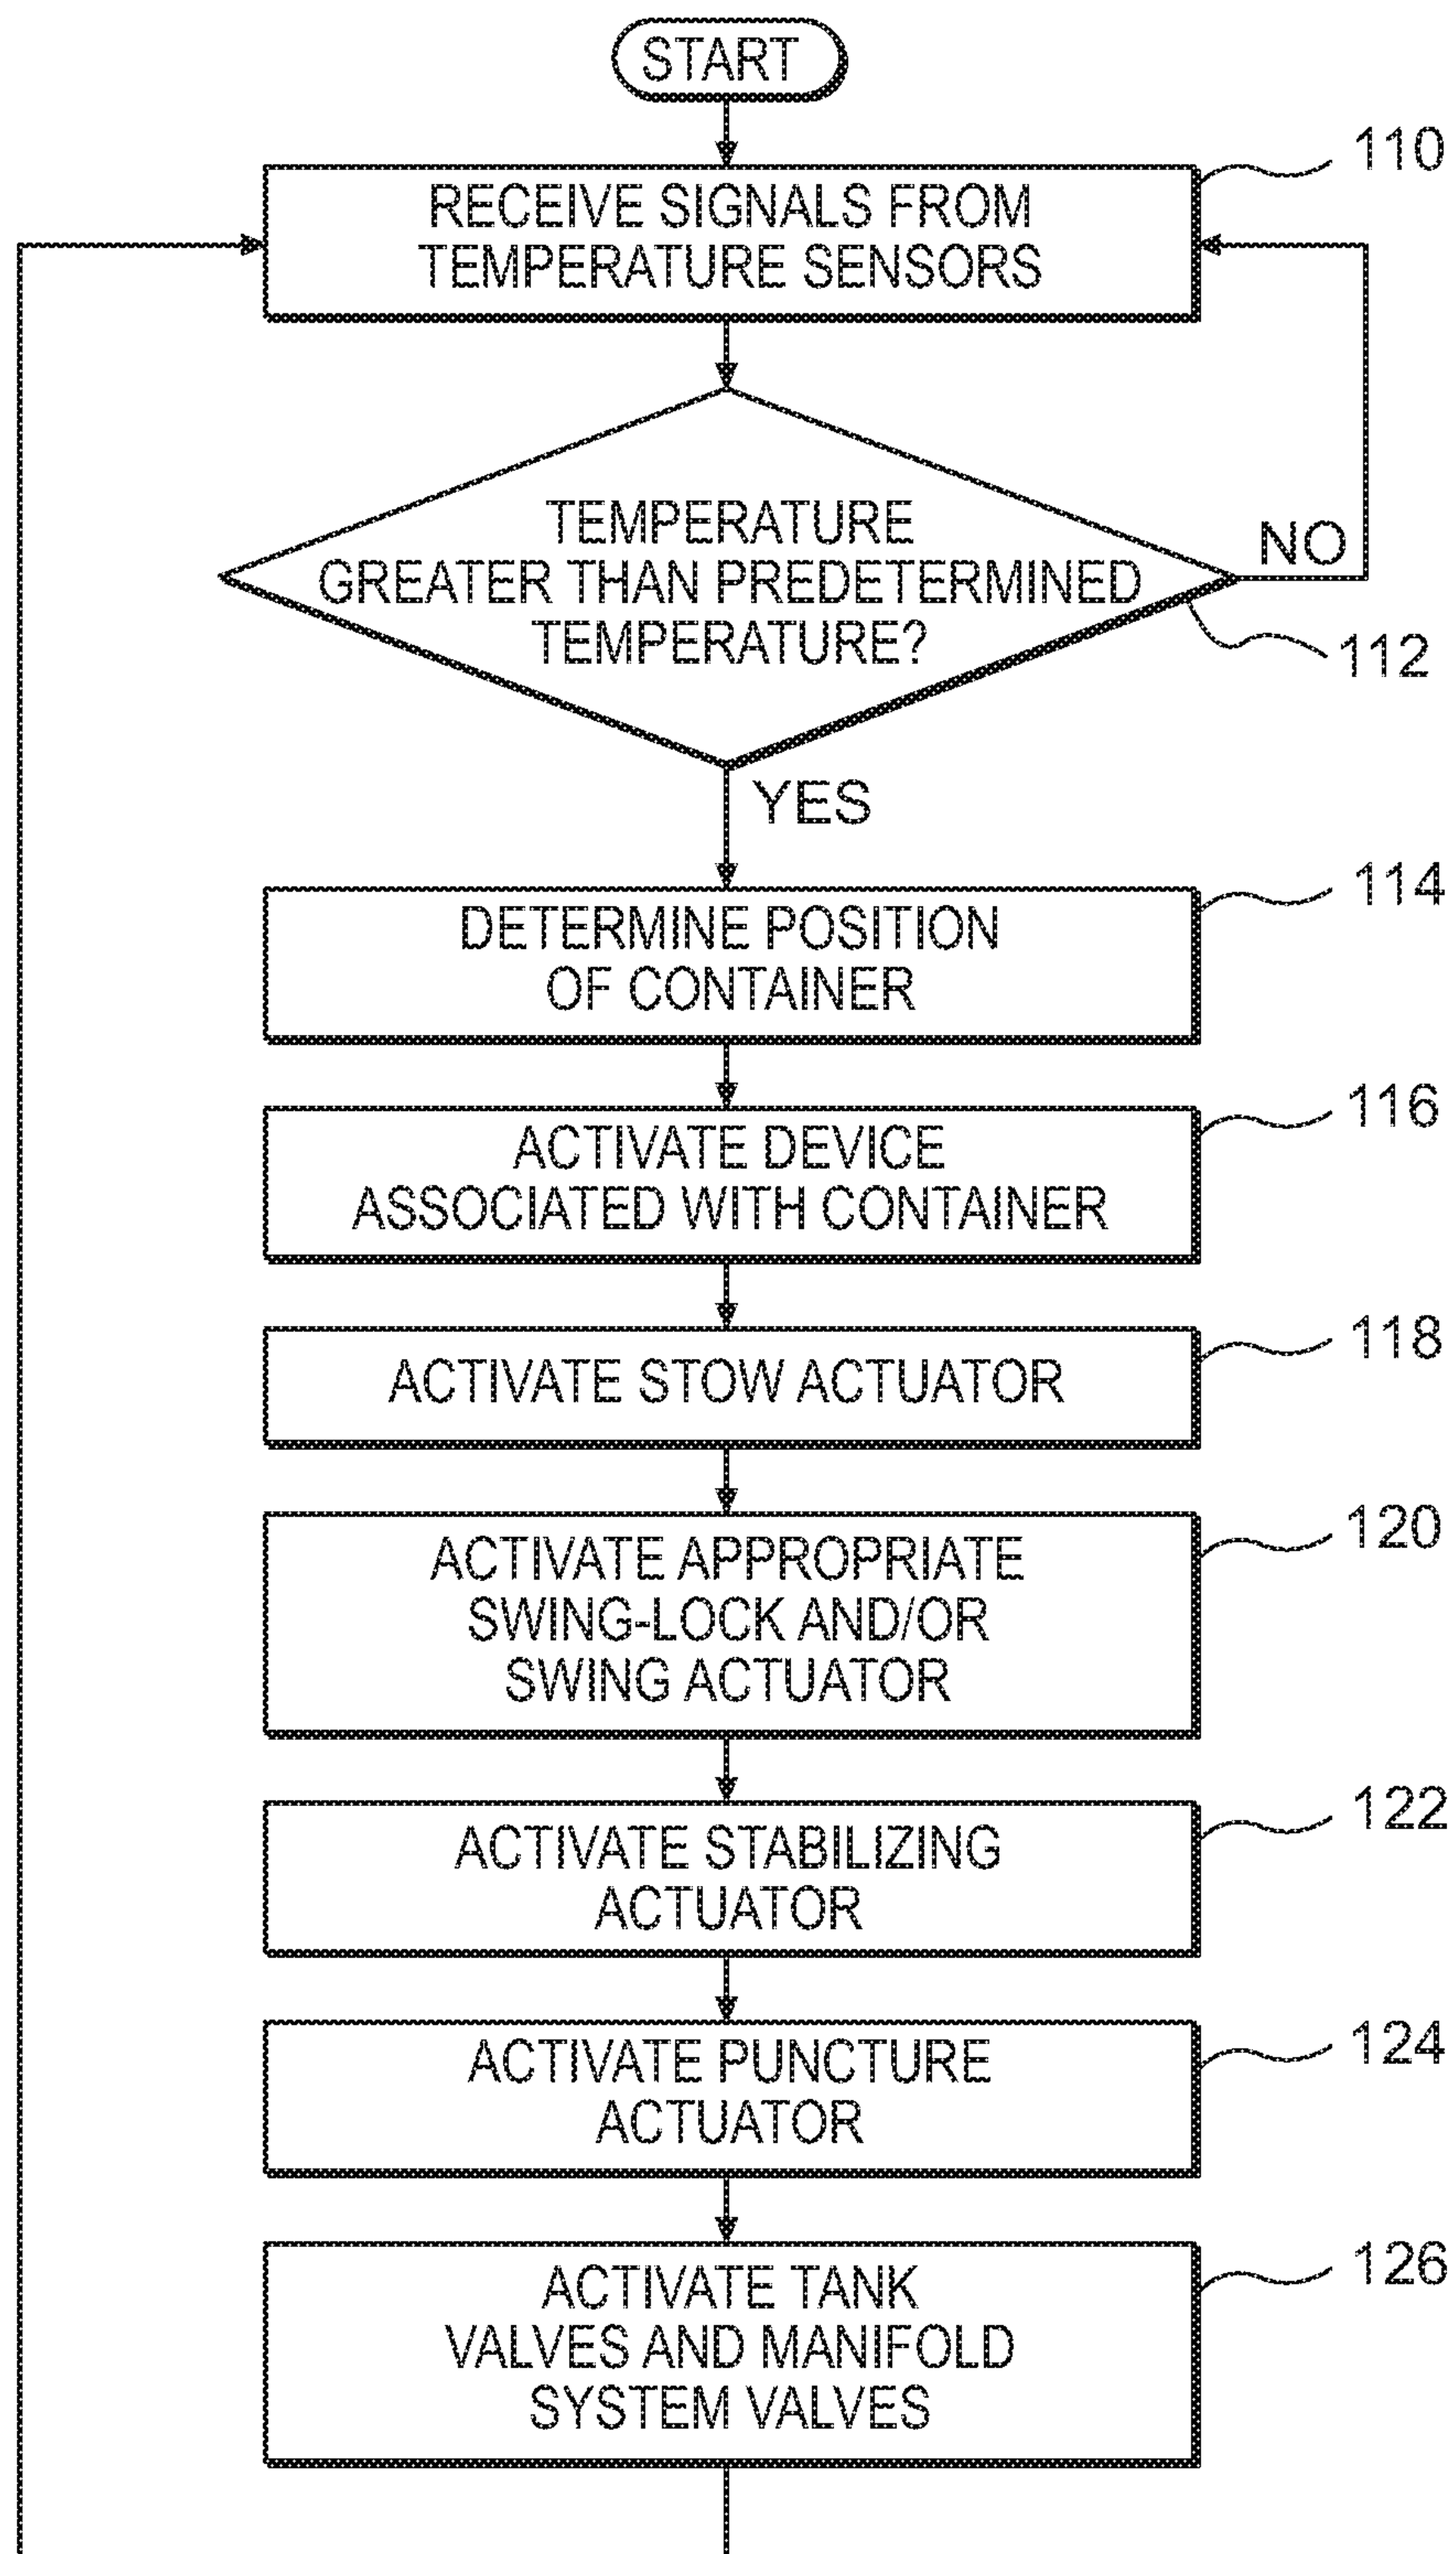 START
110
RECEIVE SIGNALS FROM
TEMPERATURE SENSORS
TEMPERATURE
GREATER THAN PREDETERMINED
TEMPERATURE?
NO
112
YES
114
DETERMINE POSITION
OF CONTAINER
116
ACTIVATE DEVICE
ASSOCIATED WITH CONTAINER
118
ACTIVATE STOW ACTUATOR
120
ACTIVATE APPROPRIATE
SWING-LOCK AND/OR
SWING ACTUATOR
122
ACTIVATE STABILIZING
ACTUATOR
124
ACTIVATE PUNCTURE
ACTUATOR
126
ACTIVATE TANK
VALVES AND MANIFOLD
SYSTEM VALVES